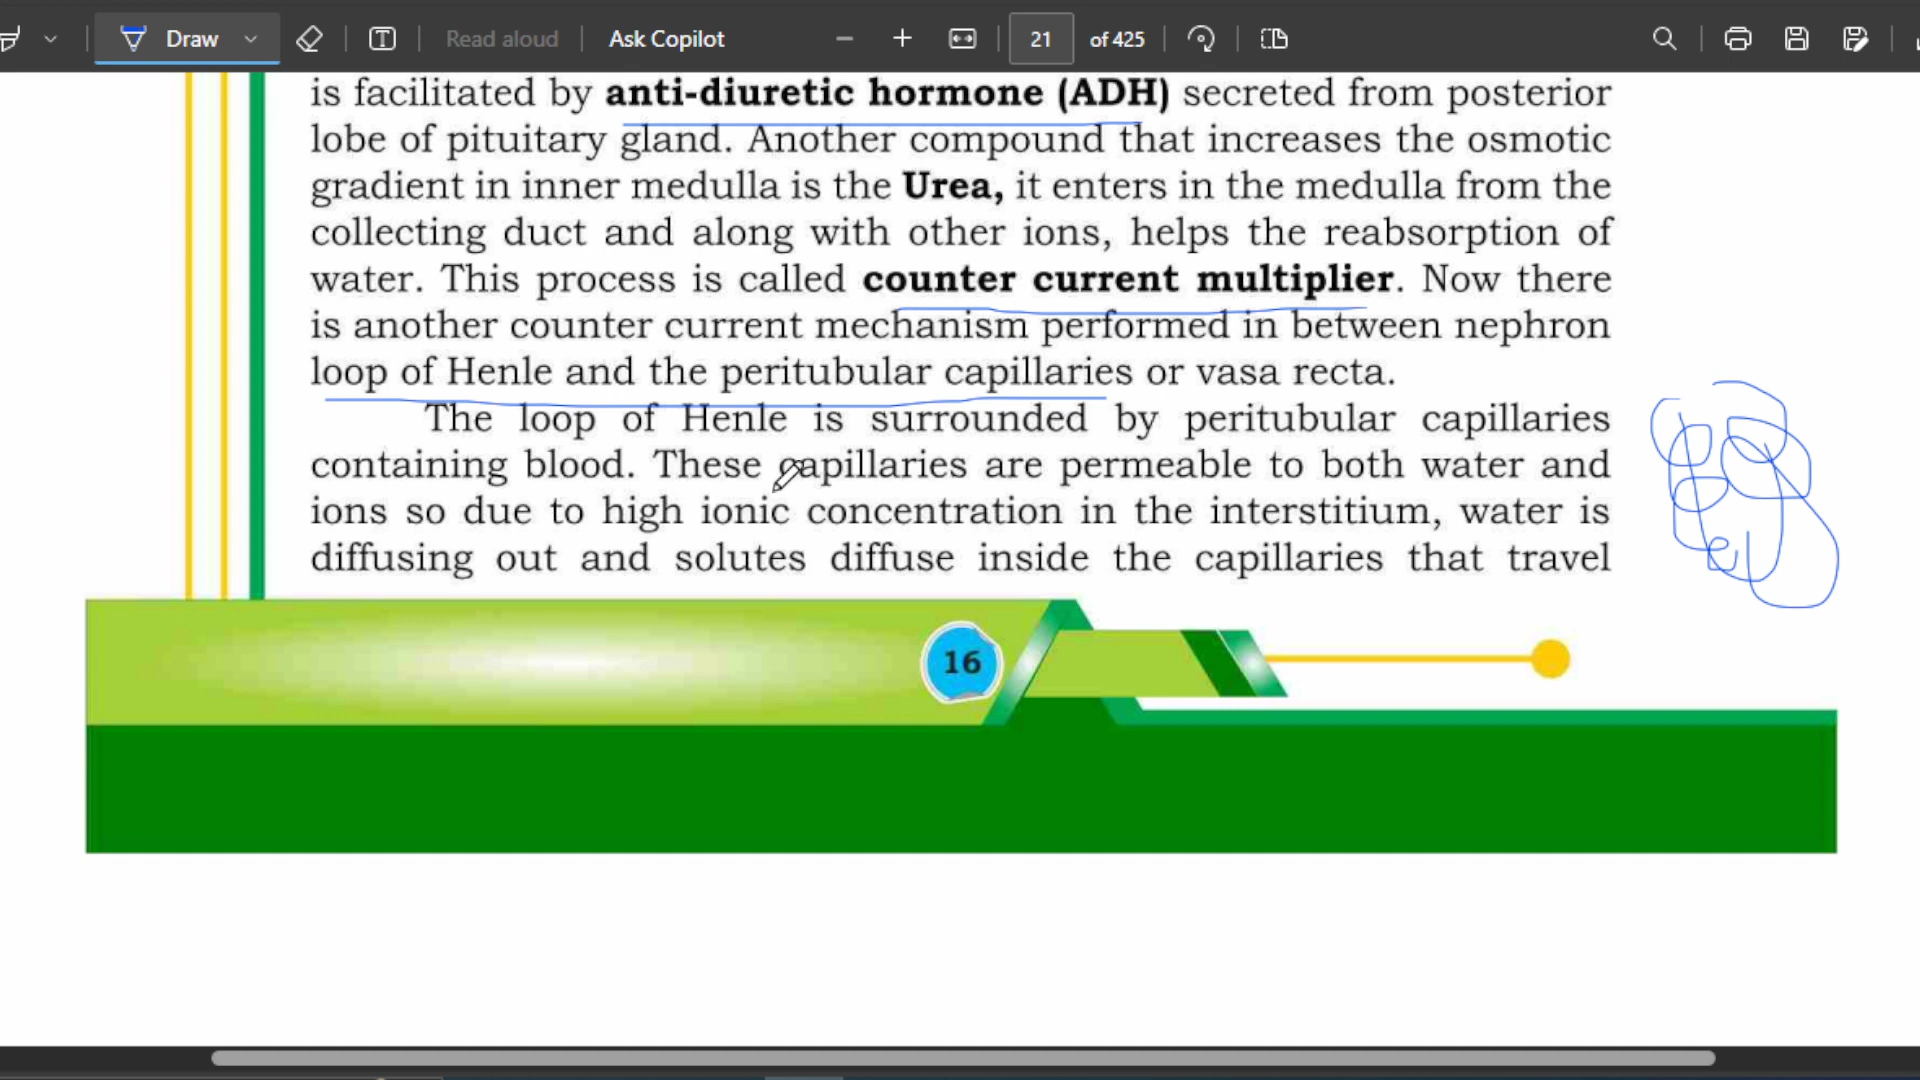 Draw
Read aloud
Ask Copilot
21
of 425
is facilitated by anti-diuretic hormone (ADH) secreted from posterior
lobe of pituitary gland. Another compound that increases the osmotic
gradient in inner medulla is the Urea, it enters in the medulla from the
collecting duct and along with other ions, helps the reabsorption of
water. This process is called counter current multiplier. Now there
is another counter current mechanism performed in between nephron
loop of Henle and the peritubular capillaries or vasa recta.
The loop of Henle is surrounded by peritubular capillaries
containing blood. These capillaries are permeable to both water and
ions so due to high ionic concentration in the interstitium, water is
diffusing out and solutes diffuse inside the capillaries that travel
16